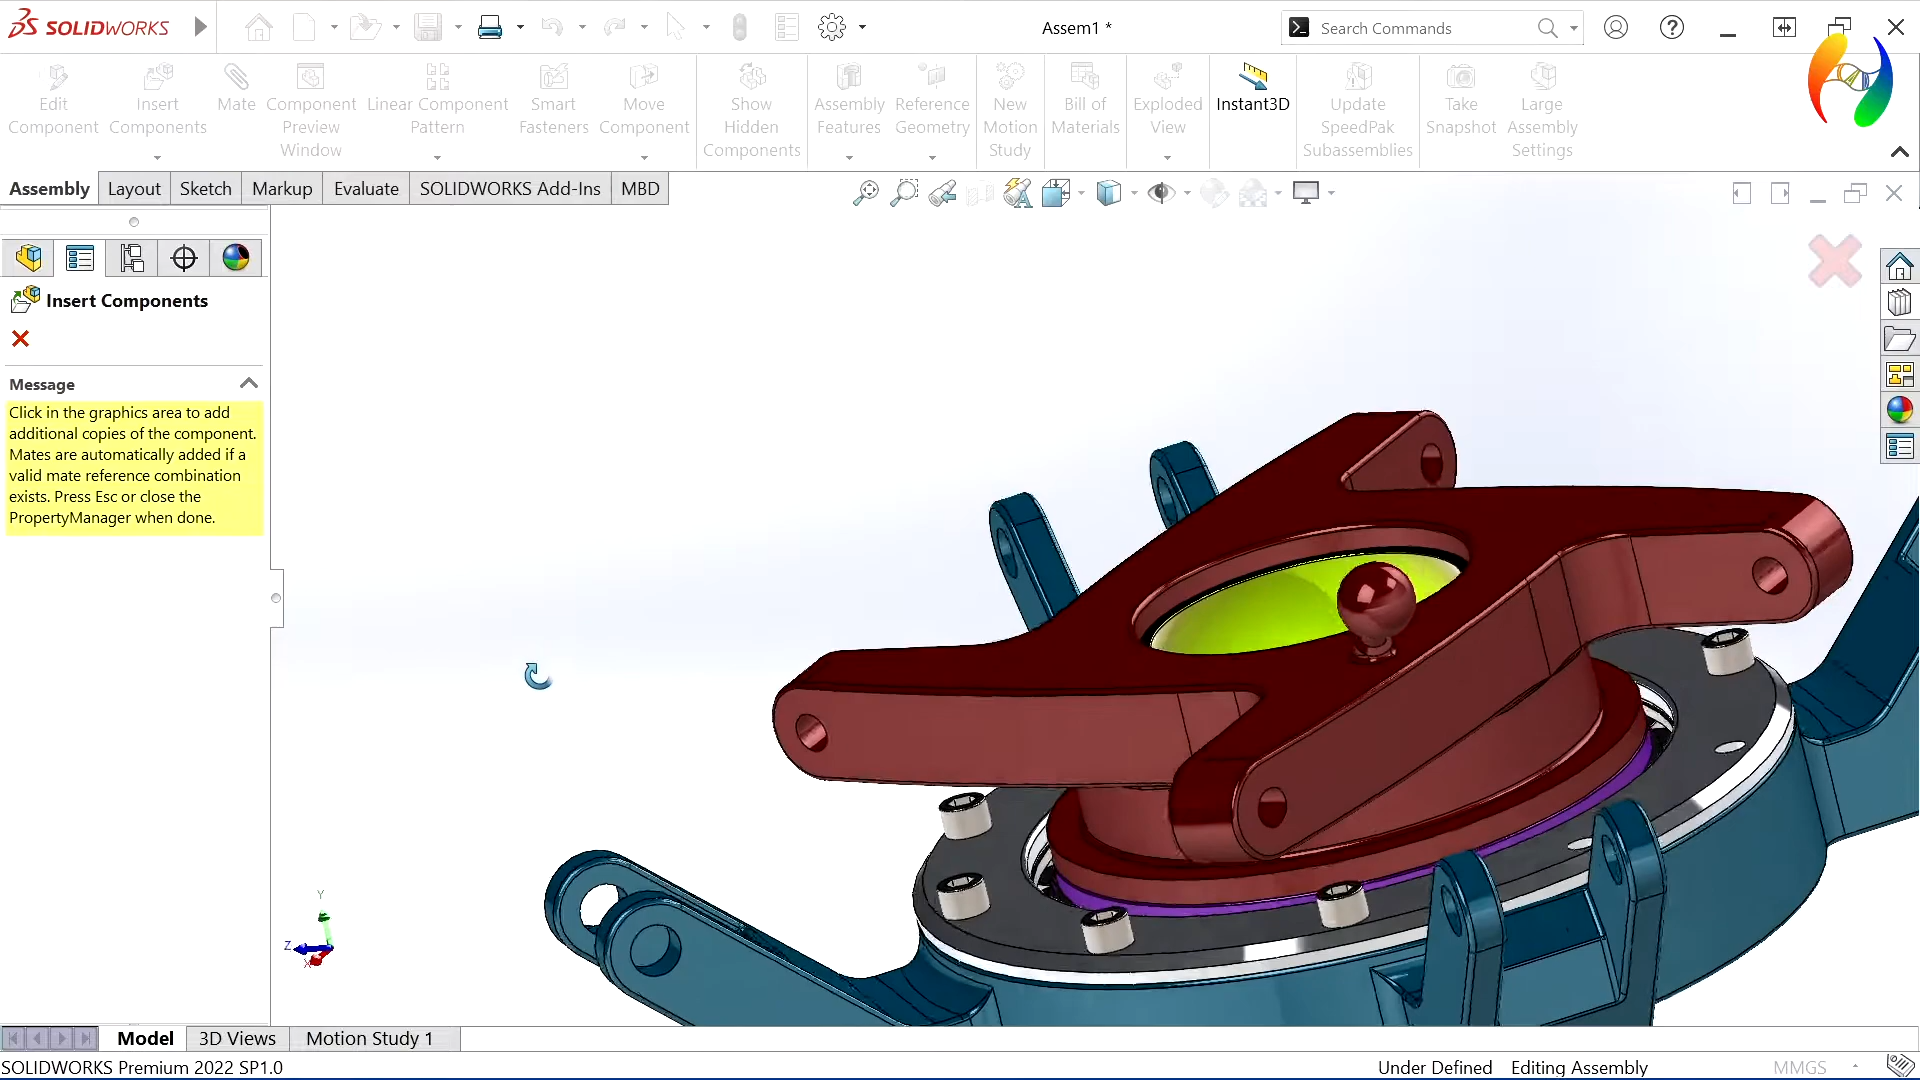 SOLIDWORKS
Assem1 *
Search Commands
Edit
Component
Insert
Components
Mate
Component
Preview
Window
Linear Component
Pattern
Smart
Fasteners
Move
Component
Show
Hidden
Components
Assembly
Features
Reference
Geometry
New
Motion
Study
Bill of
Materials
Exploded
View
Instant3D
Update
SpeedPak
Subassemblies
Take
Snapshot
Large
Assembly
Settings
Assembly
Layout
Sketch
Markup
Evaluate
SOLIDWORKS Add-Ins
MBD
Insert Components
Message
Click in the graphics area to add
additional copies of the component.
Mates are automatically added if a
valid mate reference combination
exists. Press Esc or close the
PropertyManager when done.
Y
Z
X
Model
3D Views
Motion Study 1
SOLIDWORKS Premium 2022 SP1.0
Under Defined
Editing Assembly
MMGS